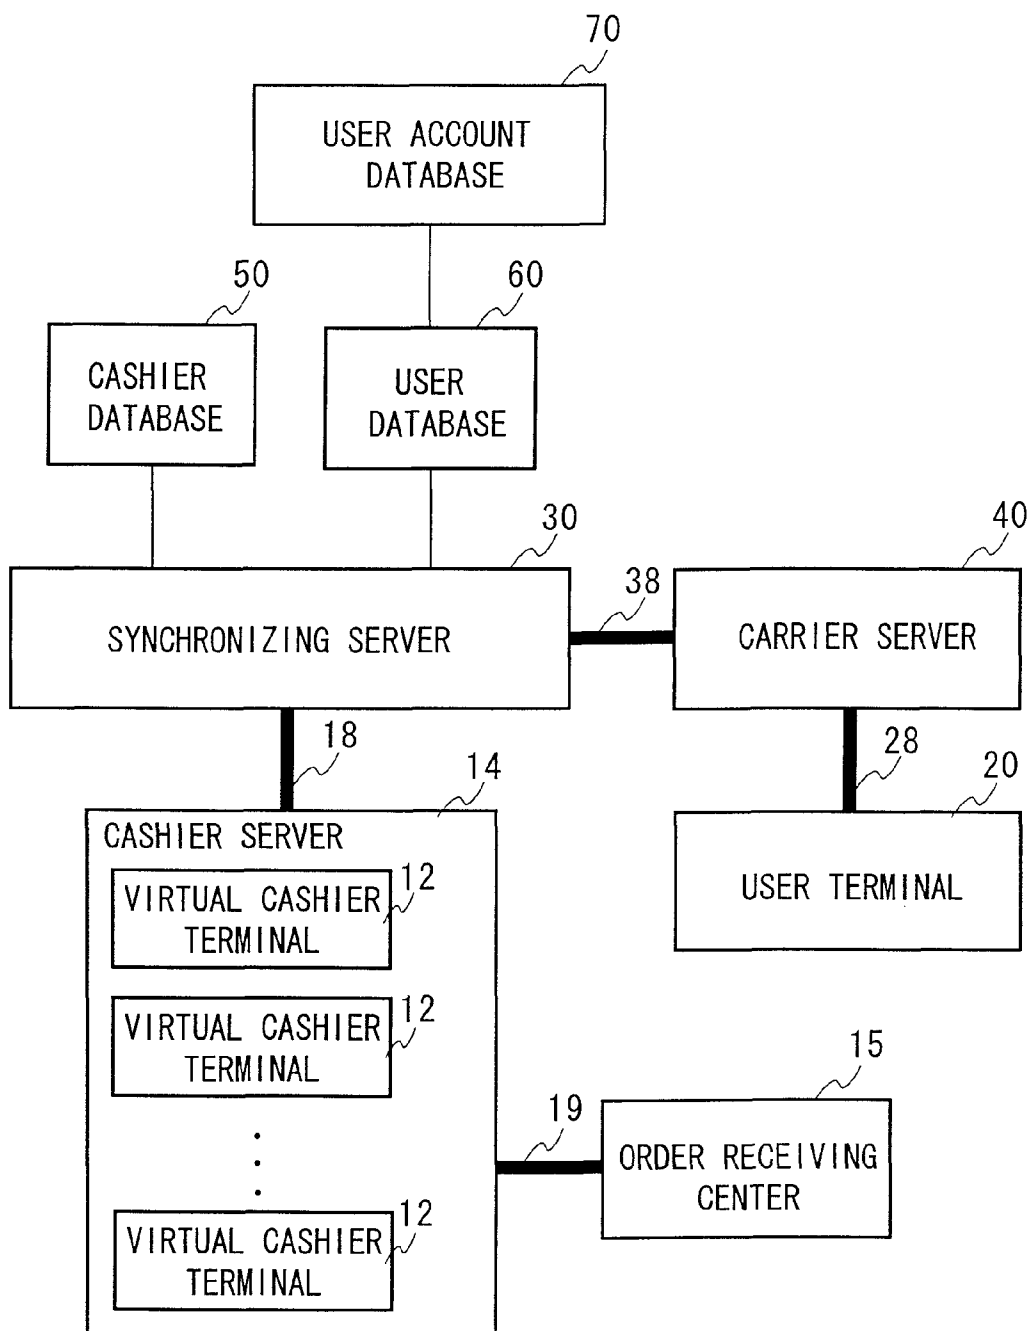 70
USER ACCOUNT
DATABASE
50
60
CASHIER
DATABASE
USER
DATABASE
30
40
38
SYNCHRONIZING SERVER
CARRIER SERVER
18
14
28
20
CASHIER SERVER
12
VIRTUAL CASHIER
TERMINAL
USER TERMINAL
12
VIRTUAL CASHIER
TERMINAL
15
19
ORDER RECEIVING
CENTER
12
VIRTUAL CASHIER
TERMINAL